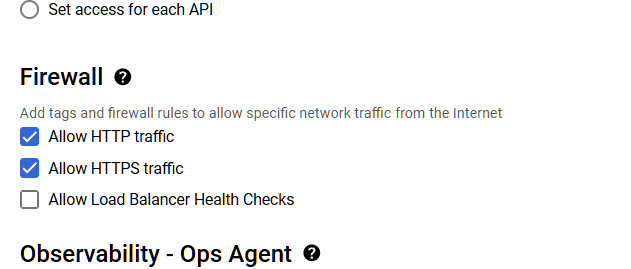 Set access for each API
Firewall ?
Add tags and firewall rules to allow specific network traffic from the Internet
Allow HTTP traffic
Allow HTTPS traffic
Allow Load Balancer Health Checks
Observability - Ops Agent ?